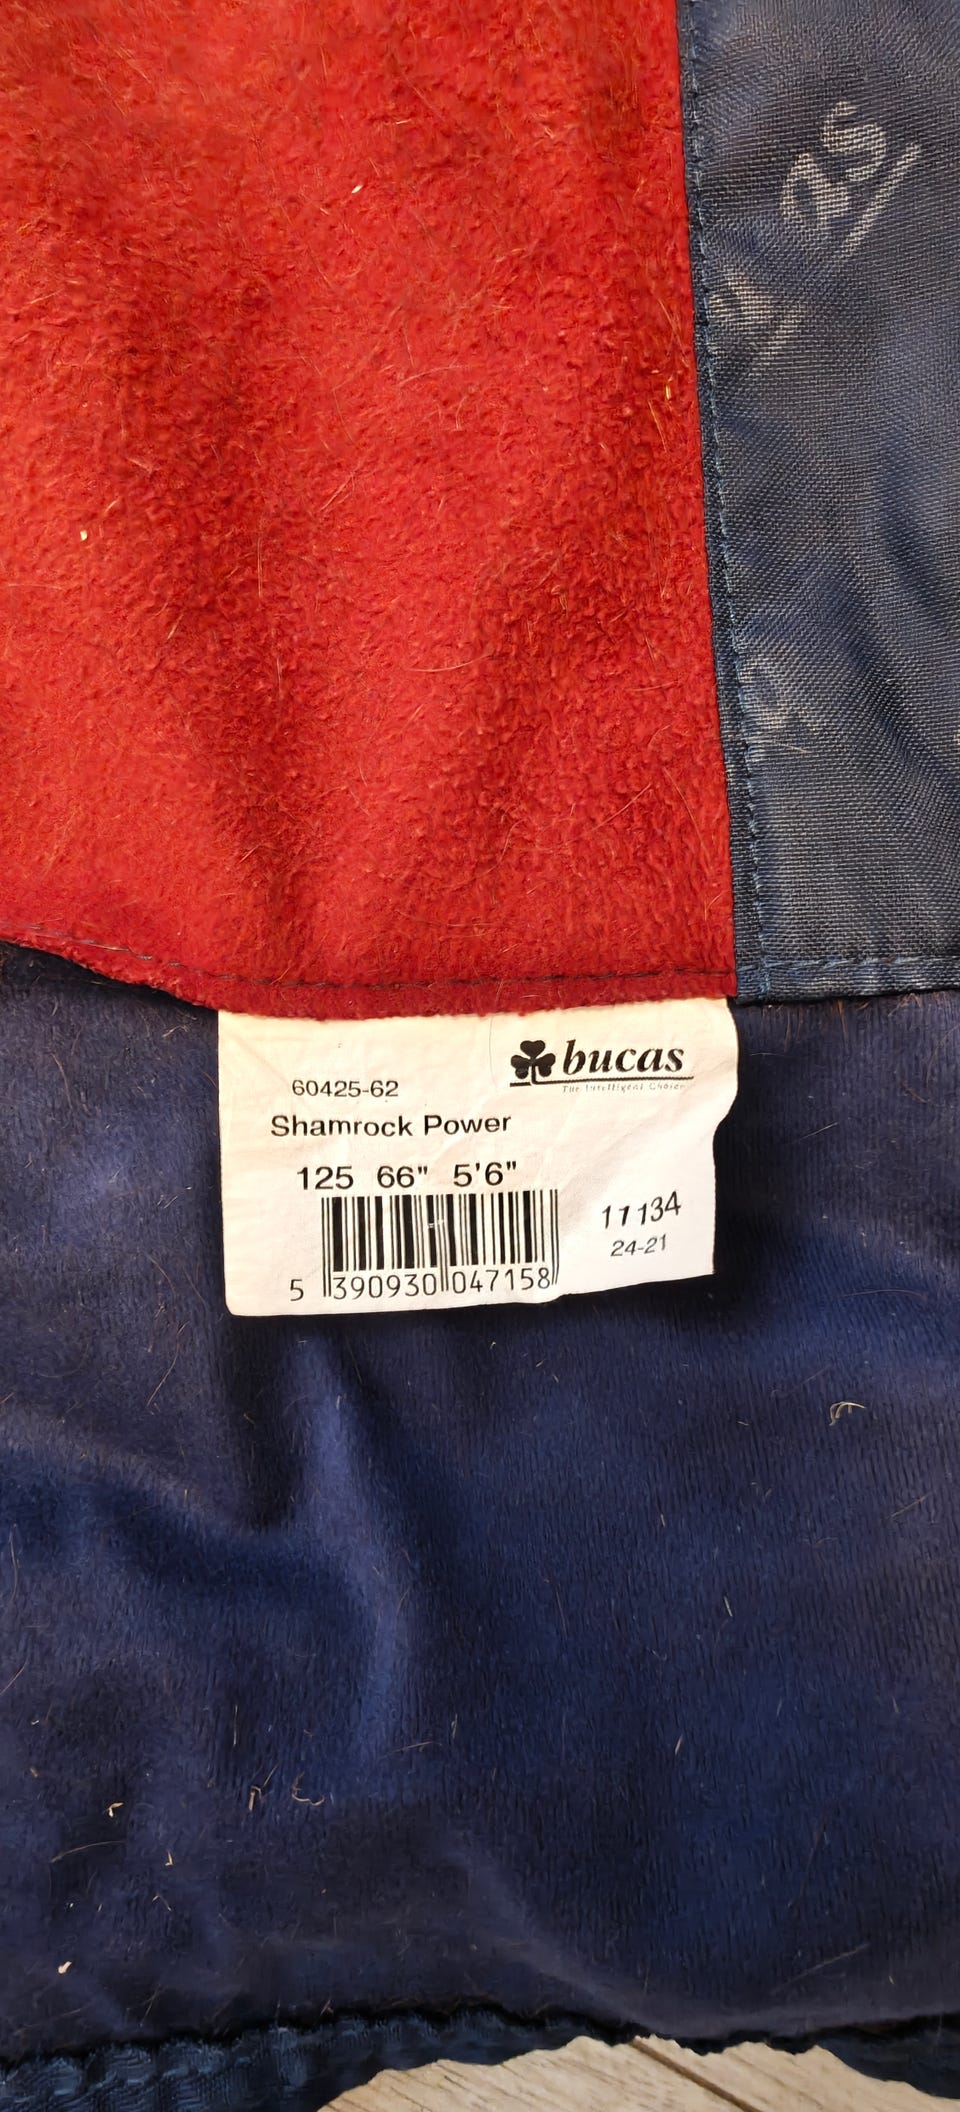 bucas
The Intelligent Choice
60425-62
Shamrock Power
125 66" 5'6"
11134
24-21
5 390930 047158